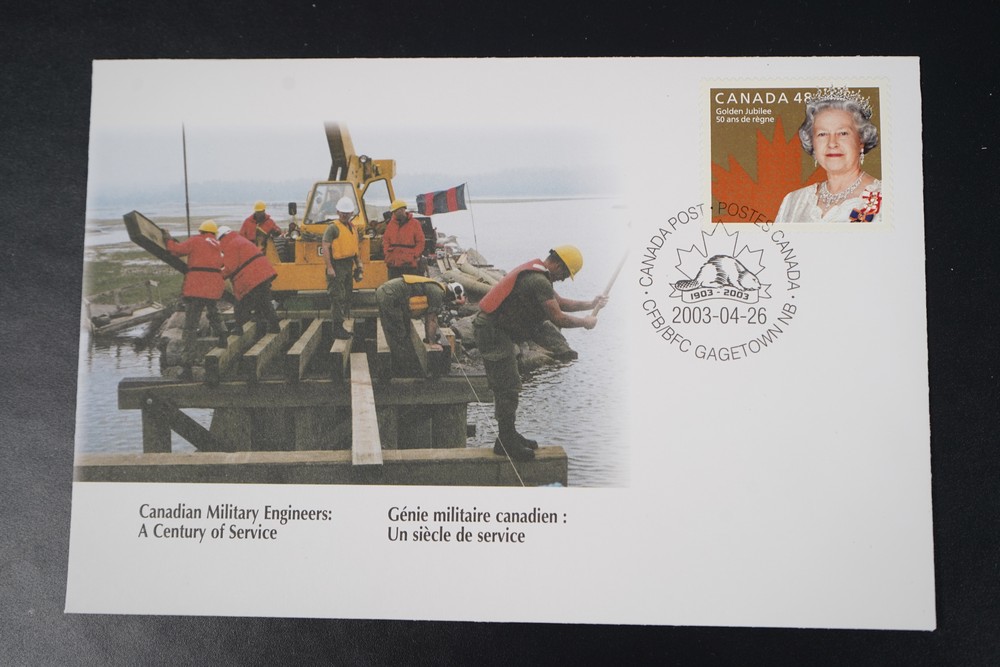 CANADA 48
Golden Jubilee
50 ans de règne
CANADA POST · POSTES CANADA
1903 - 2003
2003-04-26
CFB/BFC GAGETOWN NB
Canadian Military Engineers:
A Century of Service
Génie militaire canadien :
Un siècle de service